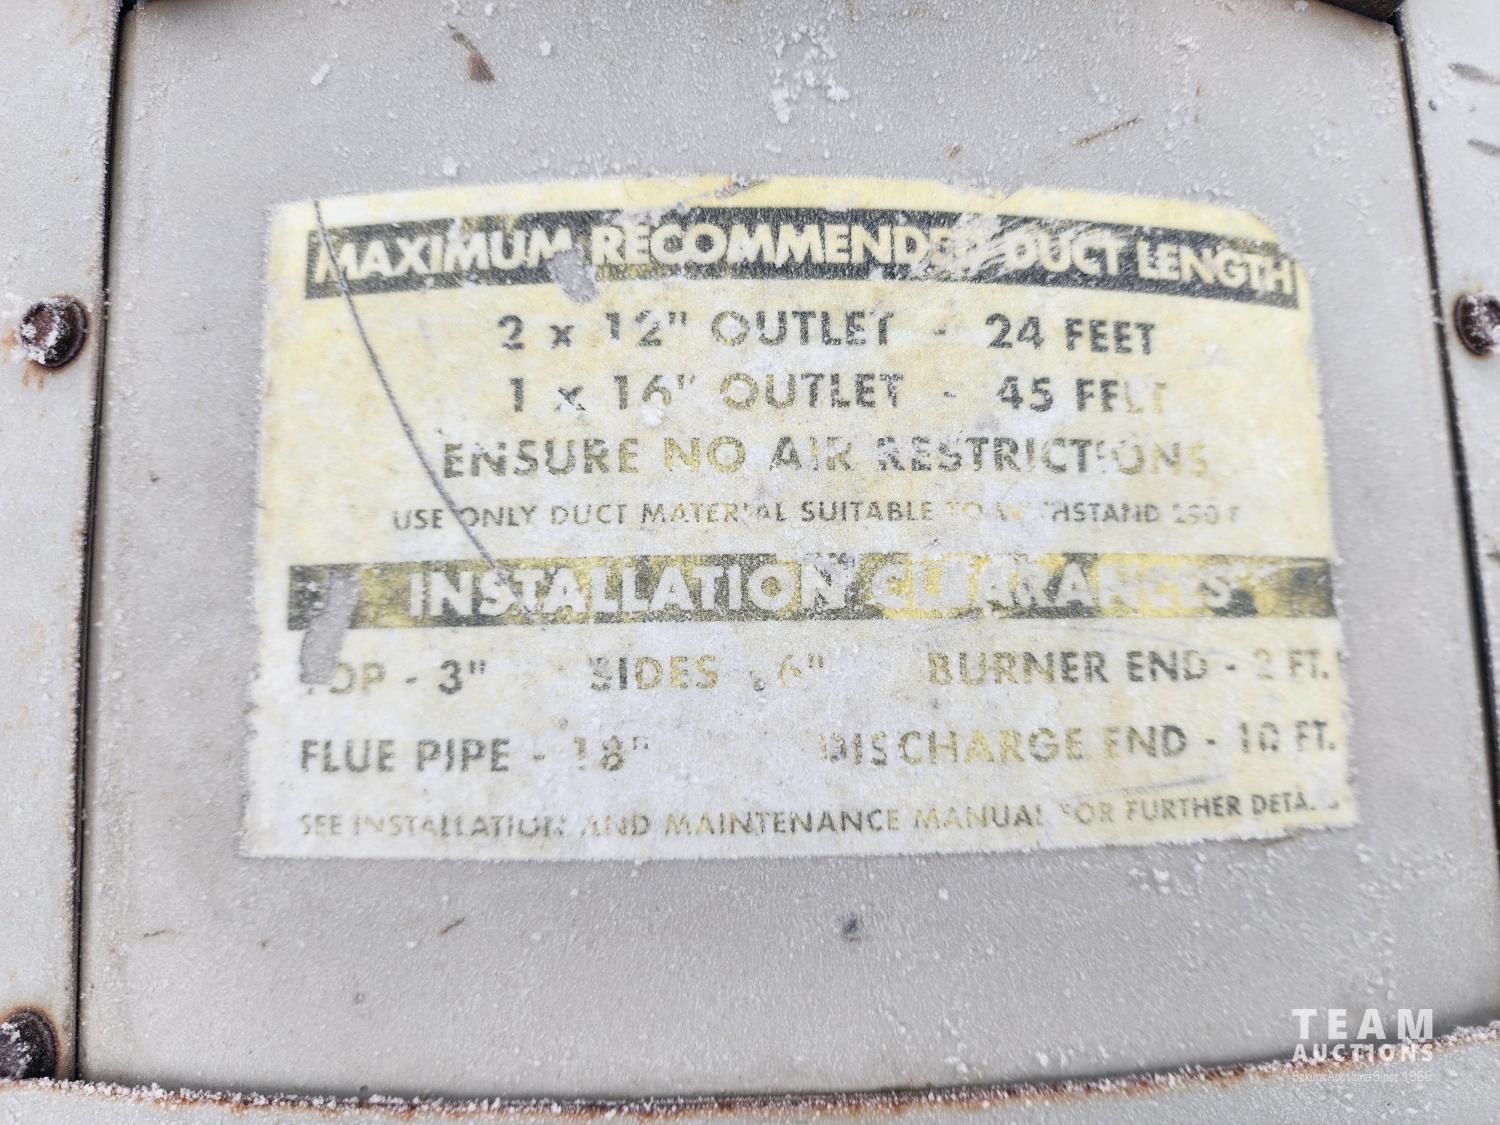 MAXIMUM RECOMMENDED DUCT LENGTH
2 x 12" OUTLET - 24 FEET
1 x 16" OUTLET - 45 FEET
ENSURE NO AIR RESTRICTIONS
USE ONLY DUCT MATERIAL SUITABLE TO WITHSTAND
INSTALLATION CLEARANCES
TOP - 3" SIDES - 6" BURNER END - 2 FT.
FLUE PIPE - 18" DISCHARGE END - 10 FT.
SEE INSTALLATION AND MAINTENANCE MANUAL FOR FURTHER DETAILS
TEAM
AUCTIONS